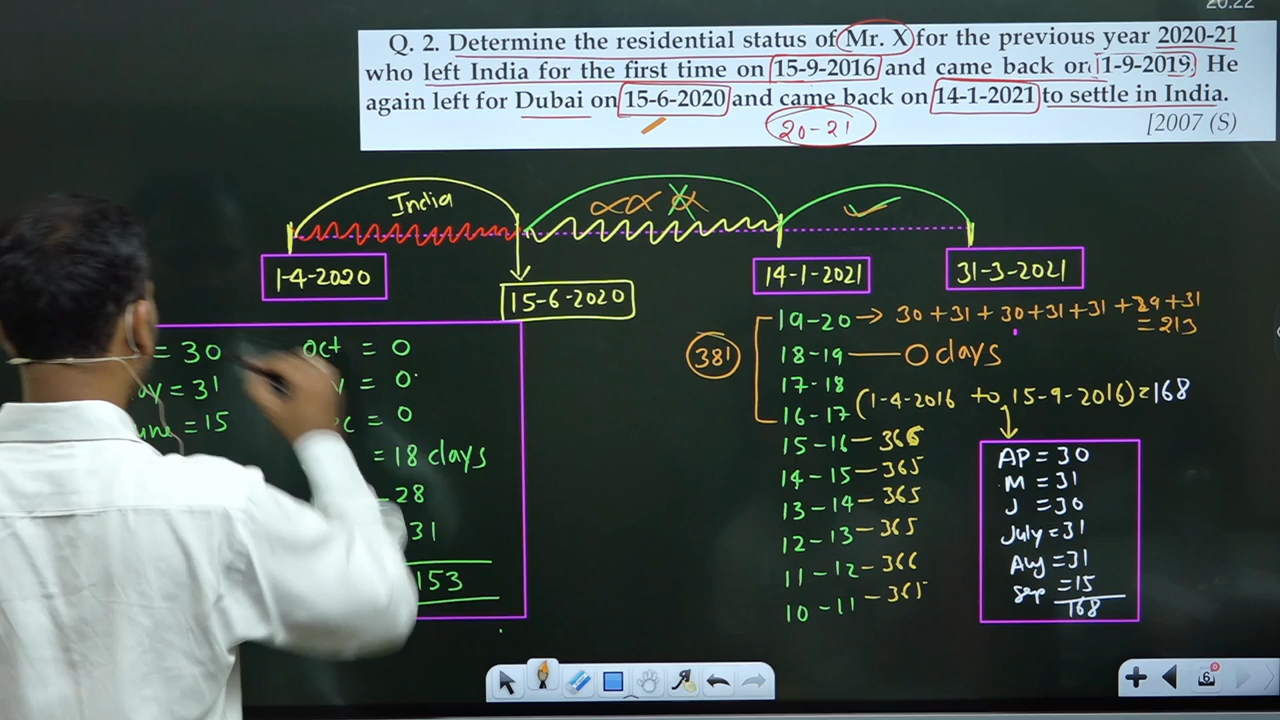 20:22
Q. 2. Determine the residential status of Mr. X for the previous year 2020-21
who left India for the first time on 15-9-2016 and came back on 1-9-2019. He
again left for Dubai on 15-6-2020 and came back on 14-1-2021 to settle in India.
20-21
[2007 (S)
India
1-4-2020
15-6-2020
14-1-2021
31-3-2021
= 30
ay = 31
une = 15
oct = 0
= 0
c = 0
= 18 days
28
31
153
381
19-20 → 30 + 31 + 30 + 31 + 31 + 29 + 31
= 213
18-19 — 0 days
17-18
16-17 (1-4-2016 to 15-9-2016) = 168
15-16 - 366
14-15 - 365
13-14 - 365
12-13 - 365
11-12 - 366
10-11 - 365
AP = 30
M = 31
J = 30
July = 31
Aug = 31
Sep = 15
168
6